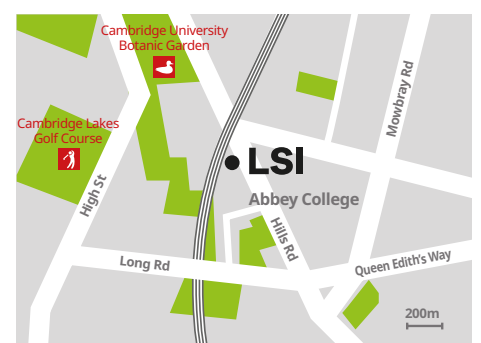 Cambridge University
Botanic Garden
Mowbray Rd
Cambridge Lakes
Golf Course
LSI
High St
Abbey College
Hills Rd
Long Rd
Queen Edith's Way
200m